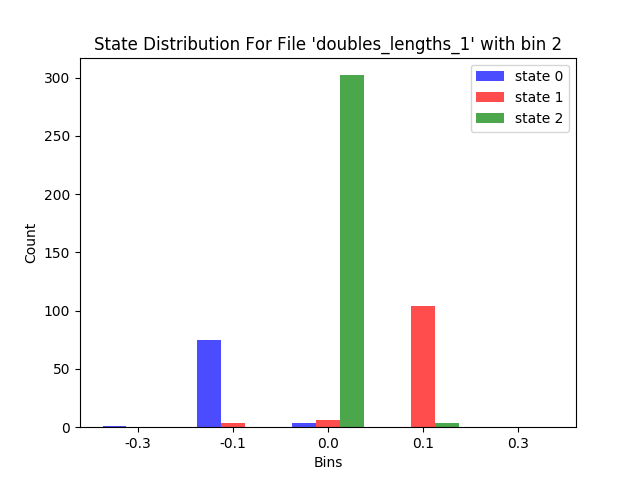 State Distribution For File 'doubles_lengths_1' with bin 2
state 0
state 1
state 2
300
250
200
150
100
50
0
Count
-0.3 -0.1 0.0 0.1 0.3
Bins